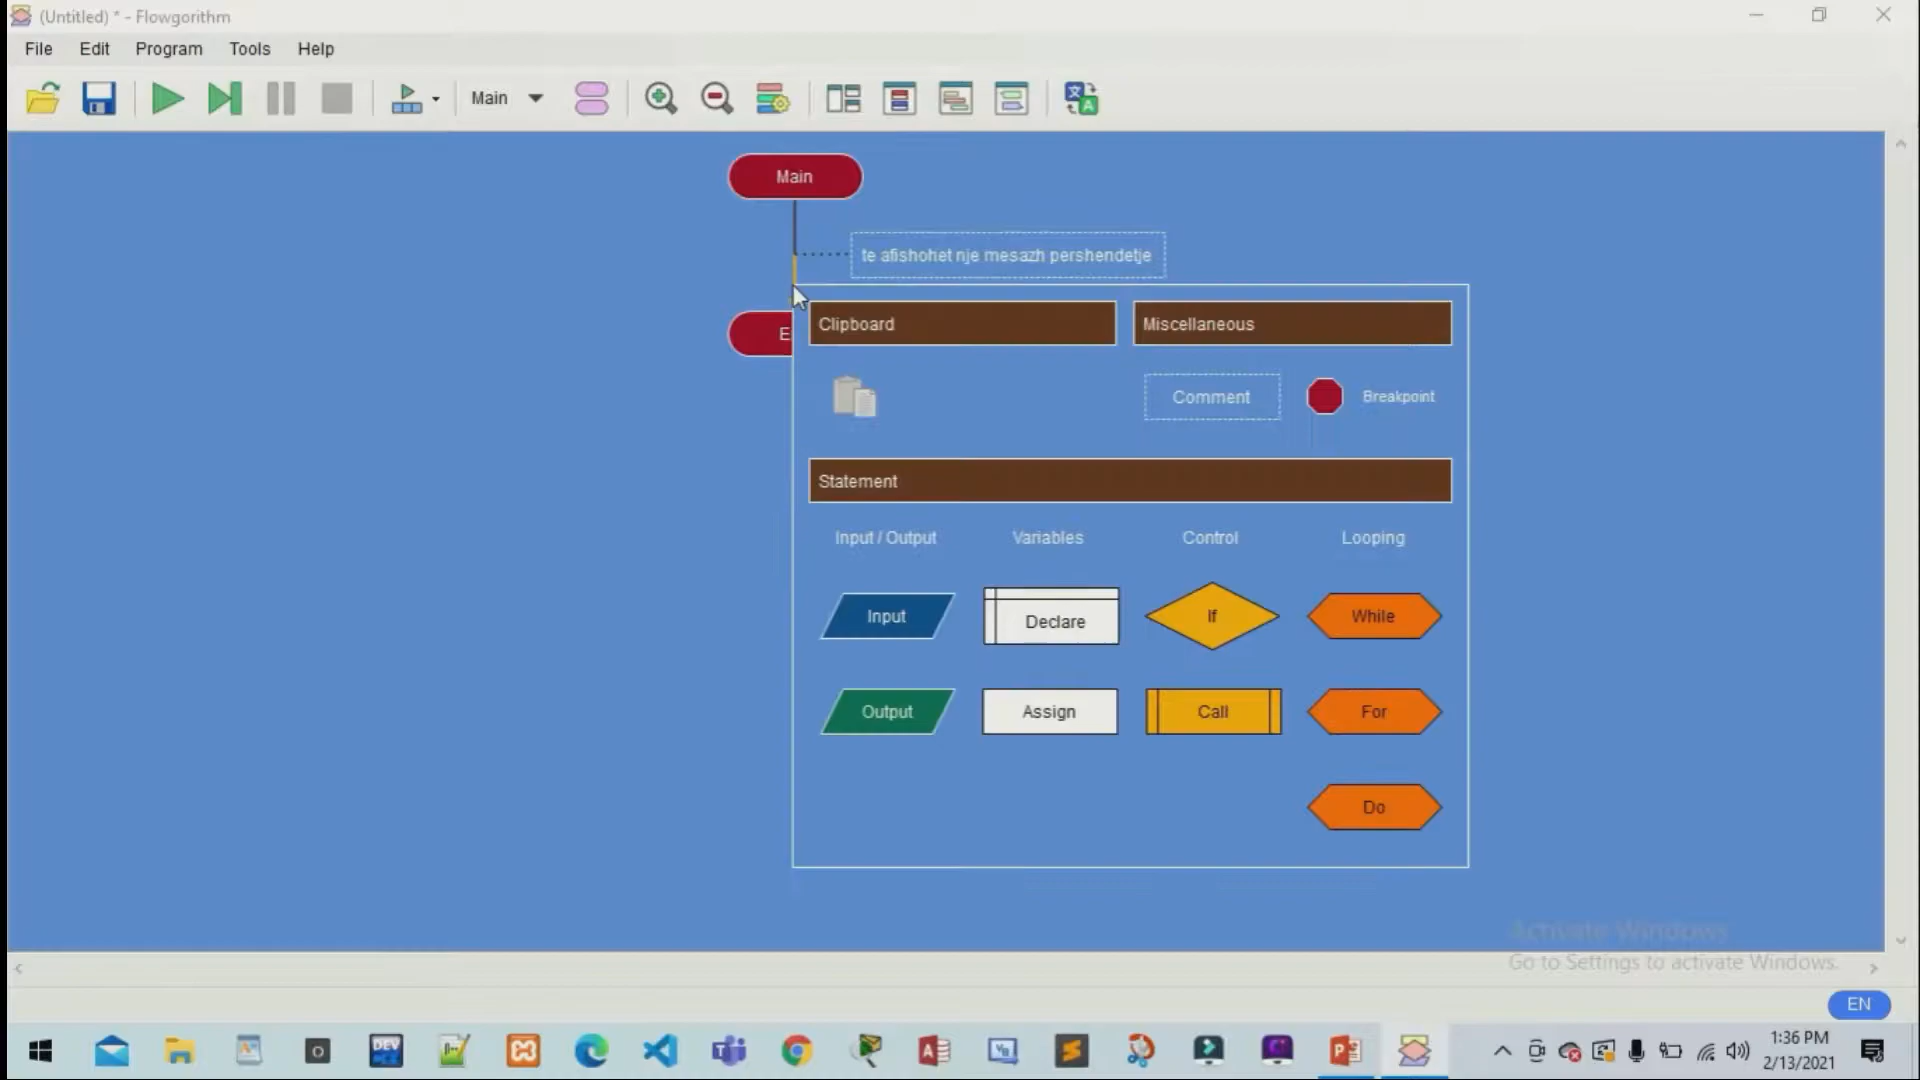 (Untitled) * - Flowgorithm
File Edit Program Tools Help
Main
Main
te afishohet nje mesazh pershendetje
E
Clipboard Miscellaneous
Comment Breakpoint
Statement
Input / Output Variables Control Looping
Input Declare If While
Output Assign Call For
Do
Activate Windows
Go to Settings to activate Windows.
EN
1:36 PM
2/13/2021